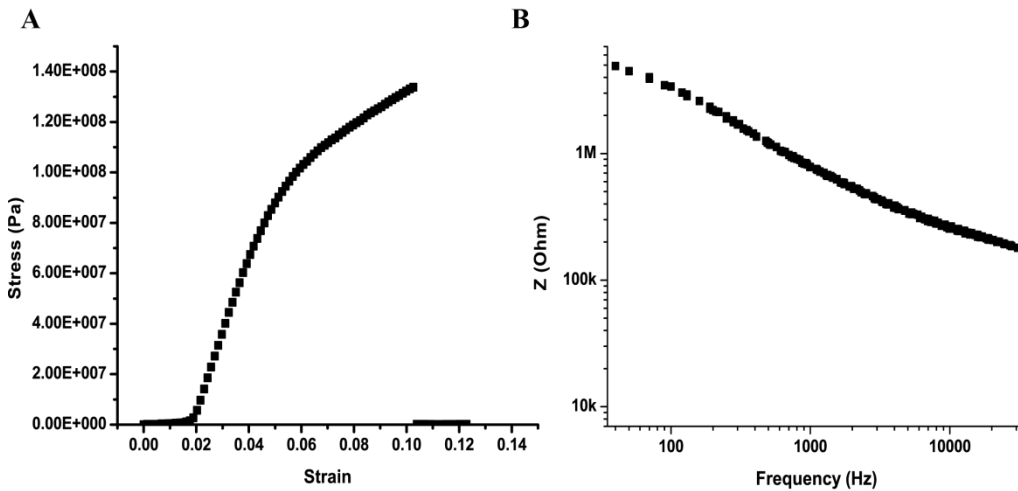 A
Stress (Pa)
1.40E+008
1.20E+008
1.00E+008
8.00E+007
6.00E+007
4.00E+007
2.00E+007
0.00E+000
0.00 0.02 0.04 0.06 0.08 0.10 0.12 0.14
Strain
B
Z (Ohm)
1M
100k
10k
100 1000 10000
Frequency (Hz)